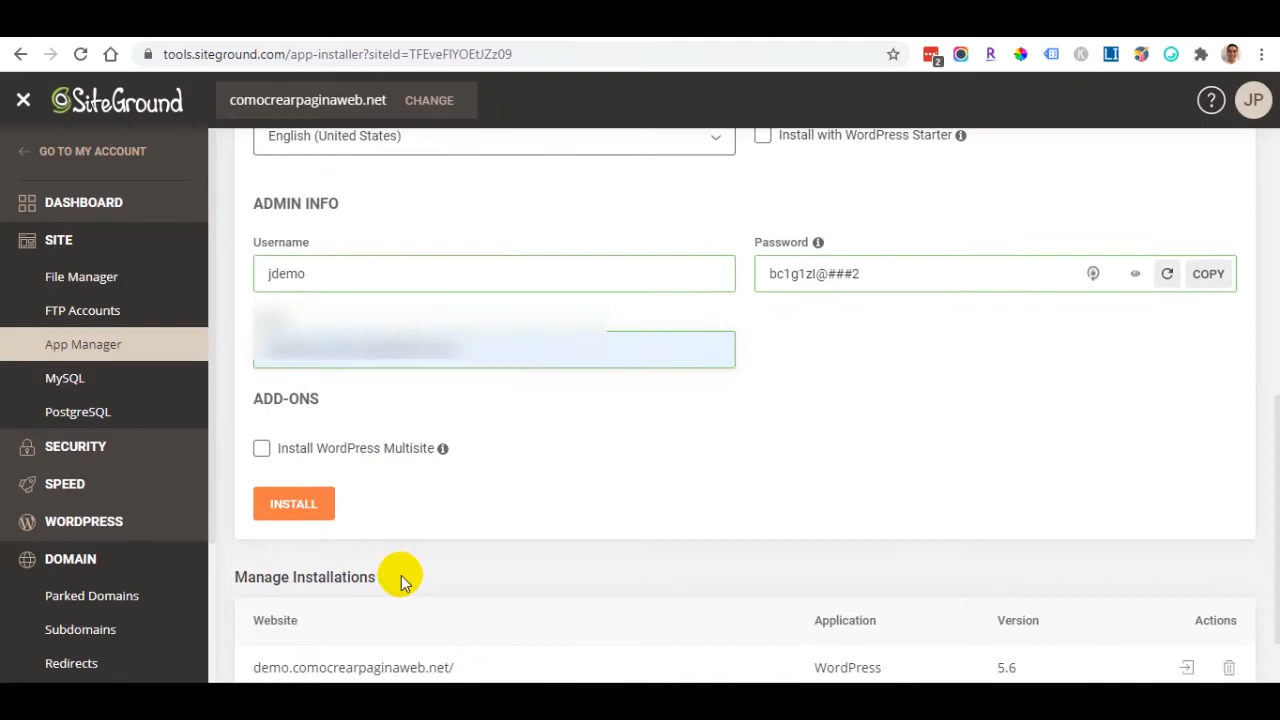 tools.siteground.com/app-installer?siteId=TFEveFlYOEtJZz09
2
SiteGround
comocrearpaginaweb.net CHANGE
? JP
GO TO MY ACCOUNT
DASHBOARD
SITE
File Manager
FTP Accounts
App Manager
MySQL
PostgreSQL
SECURITY
SPEED
WORDPRESS
DOMAIN
Parked Domains
Subdomains
Redirects
English (United States)
Install with WordPress Starter
ADMIN INFO
Username
Password
jdemo
bc1g1zI@###2
COPY
ADD-ONS
Install WordPress Multisite
INSTALL
Manage Installations
Website Application Version Actions
demo.comocrearpaginaweb.net/ WordPress 5.6